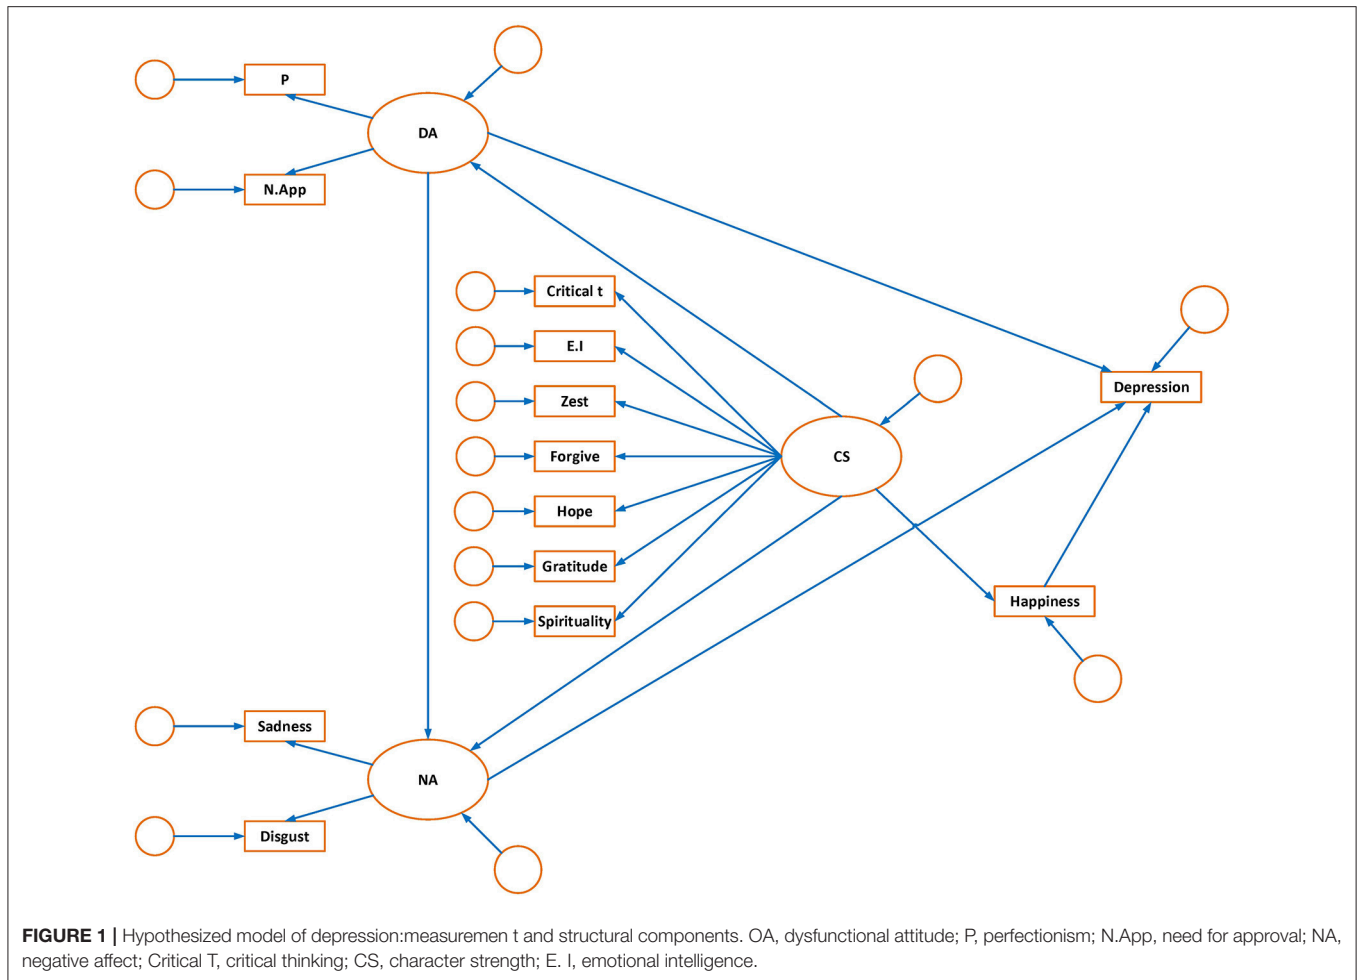 P
DA
N.App
Critical t
E.I
Zest
Depression
Forgive
CS
Hope
Gratitude
Happiness
Spirituality
Sadness
NA
Disgust
FIGURE 1 | Hypothesized model of depression:measuremen t and structural components. OA, dysfunctional attitude; P, perfectionism; N.App, need for approval; NA,
negative affect; Critical T, critical thinking; CS, character strength; E. I, emotional intelligence.